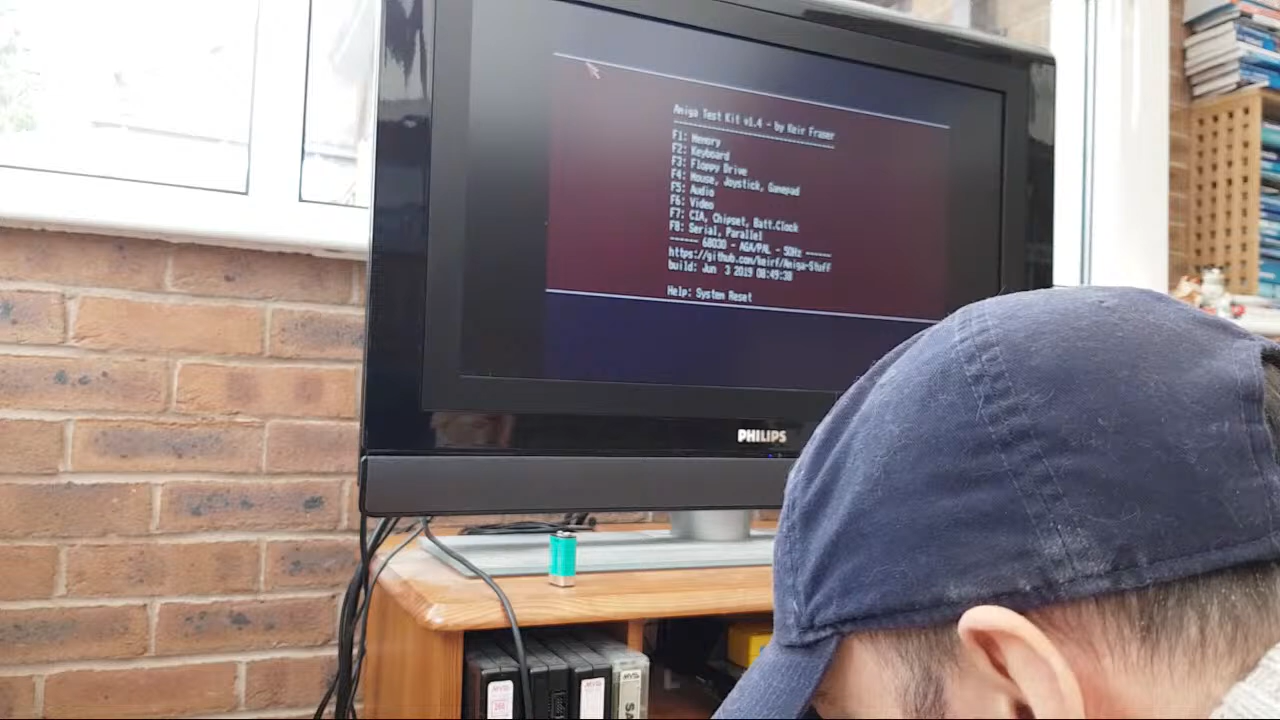 Amiga Test Kit v1.4 - by Keir Fraser
------------------------------------
F1: Memory
F2: Keyboard
F3: Floppy Drive
F4: Mouse, Joystick, Gamepad
F5: Audio
F6: Video
F7: CIA, Chipset, Batt.Clock
F8: Serial, Parallel
------ 68030 - AGA/PAL - 50Hz ------
https://github.com/keirf/Amiga-Stuff
build: Jun 3 2019 08:49:38
Help: System Reset
PHILIPS
MVS
MVS